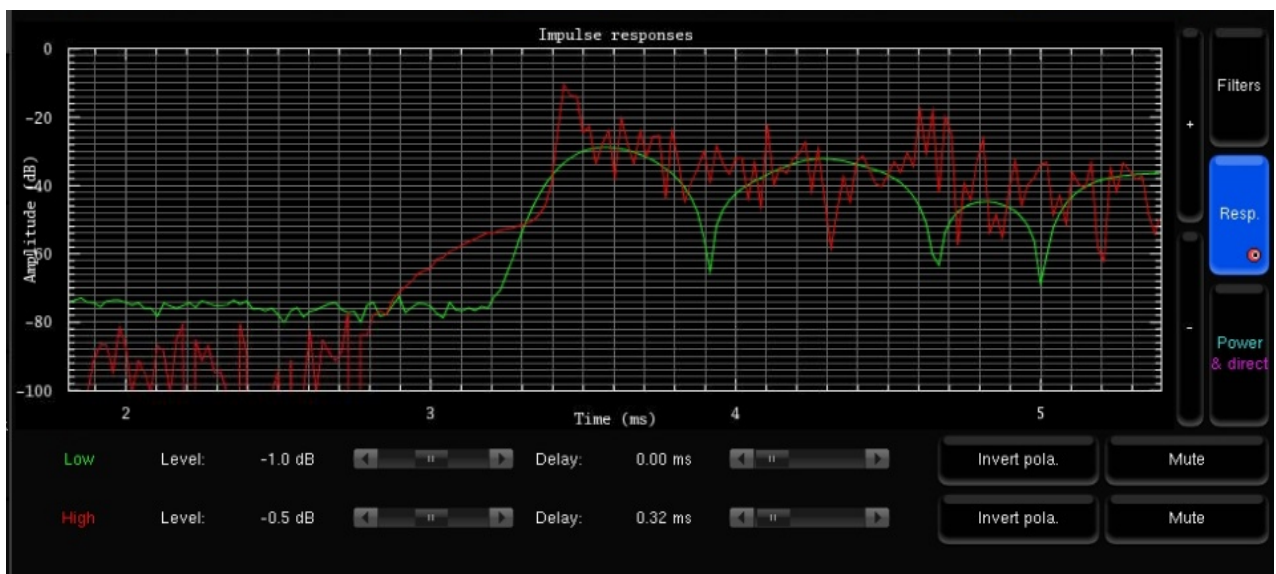 Impulse responses
0
-20
-40
-60
-80
-100
Amplitude (dB)
2
3
4
5
Time (ms)
+
-
Filters
Resp.
Power
& direct
Low Level: -1.0 dB Delay: 0.00 ms Invert pola. Mute
High Level: -0.5 dB Delay: 0.32 ms Invert pola. Mute